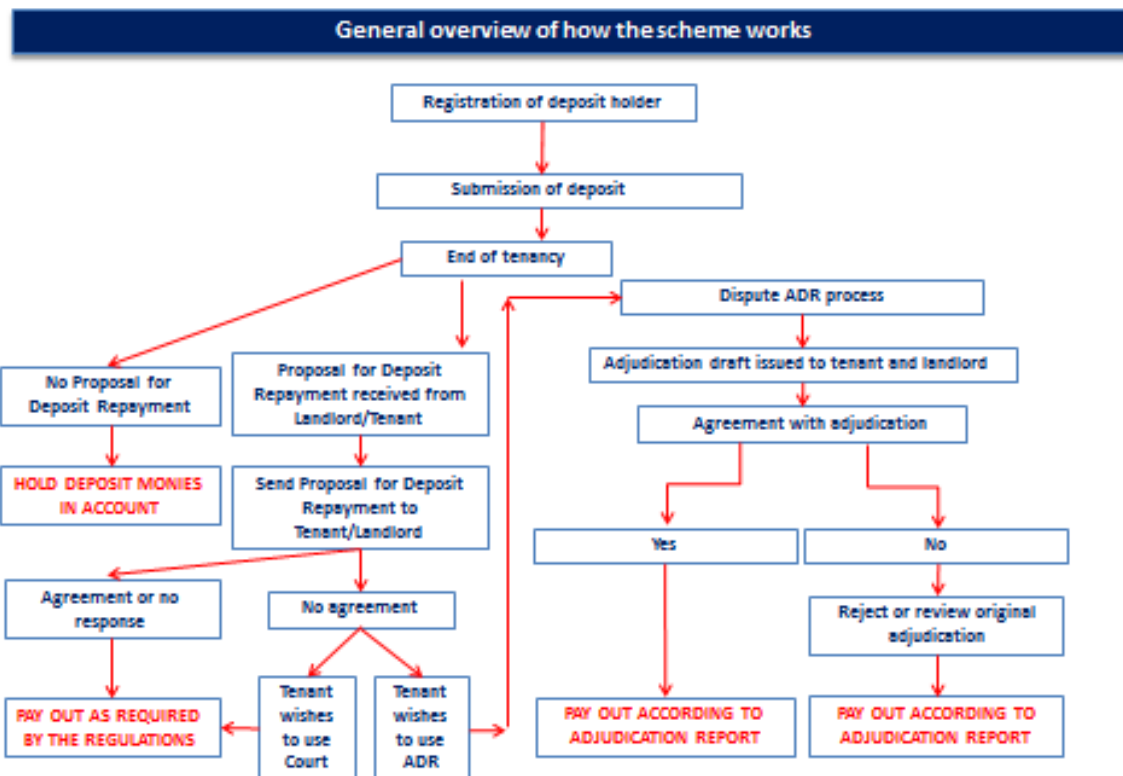 General overview of how the scheme works
Registration of deposit holder
Submission of deposit
End of tenancy
Dispute ADR process
Adjudication draft issued to tenant and landlord
Agreement with adjudication
No Proposal for
Deposit Repayment
Proposal for Deposit
Repayment received from
Landlord/Tenant
HOLD DEPOSIT MONIES
IN ACCOUNT
Send Proposal for Deposit
Repayment to
Tenant/Landlord
Yes
No
Agreement or no
response
No agreement
Reject or review original
adjudication
PAY OUT AS REQUIRED
BY THE REGULATIONS
Tenant
wishes
to use
Court
Tenant
wishes
to use
ADR
PAY OUT ACCORDING TO
ADJUDICATION REPORT
PAY OUT ACCORDING TO
ADJUDICATION REPORT